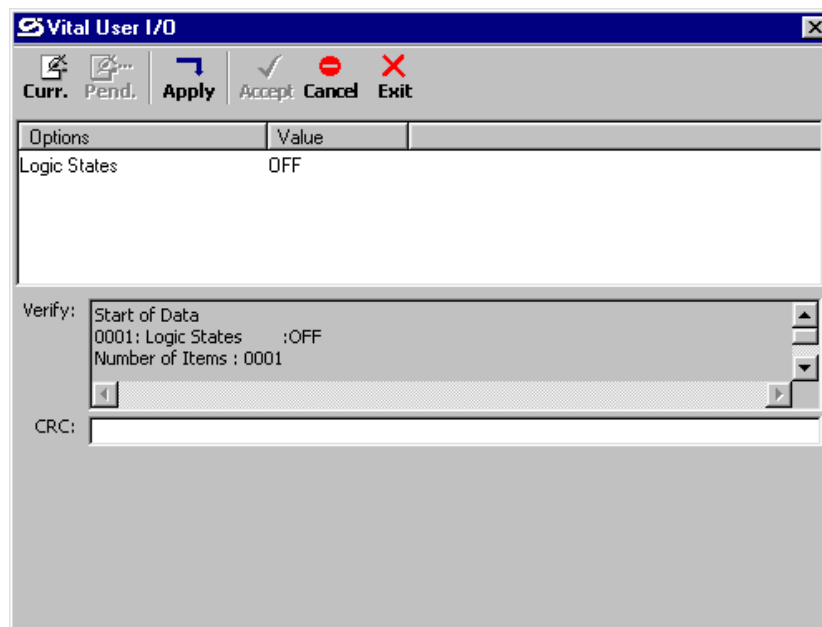 Vital User I/O
Curr. Pend. Apply Accept Cancel Exit
Options Value
Logic States OFF
Verify:
Start of Data
0001: Logic States :OFF
Number of Items : 0001
CRC: